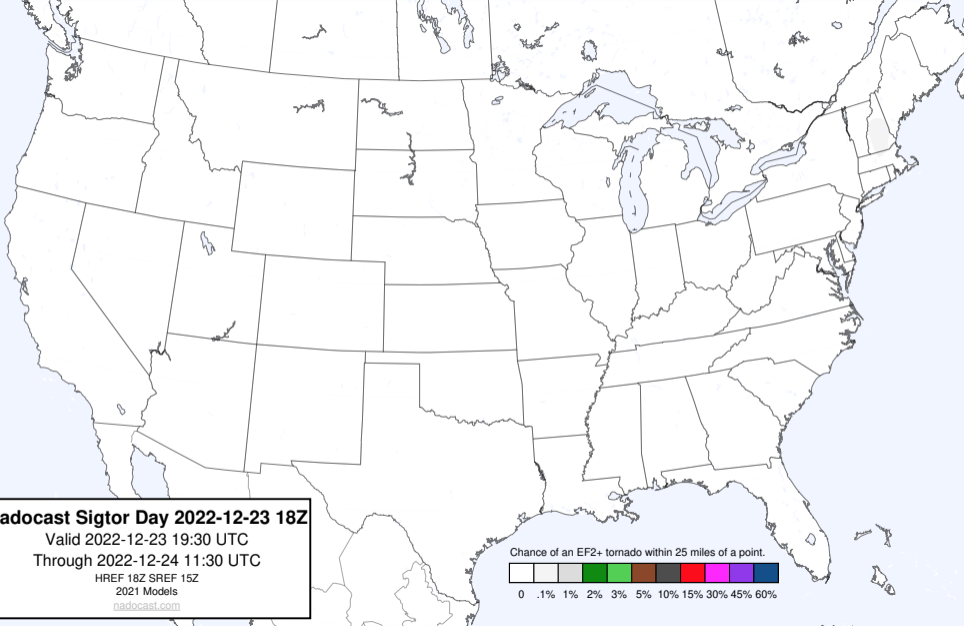 adocast Sigtor Day 2022-12-23 18Z
Valid 2022-12-23 19:30 UTC
Through 2022-12-24 11:30 UTC
HREF 18Z SREF 15Z
2021 Models
nadocast.com
Chance of an EF2+ tornado within 25 miles of a point.
0 .1% 1% 2% 3% 5% 10% 15% 30% 45% 60%